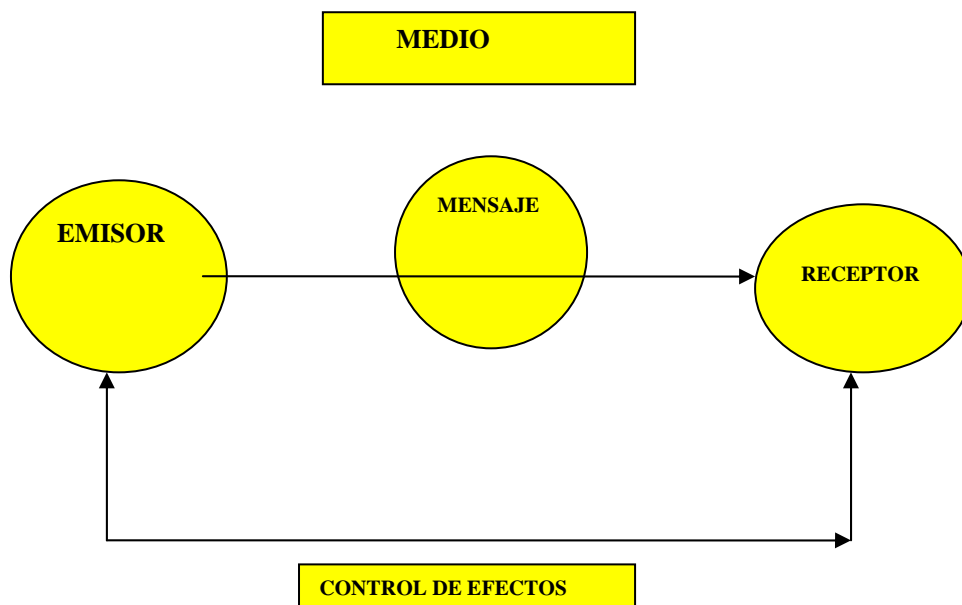 MEDIO
EMISOR
MENSAJE
RECEPTOR
CONTROL DE EFECTOS